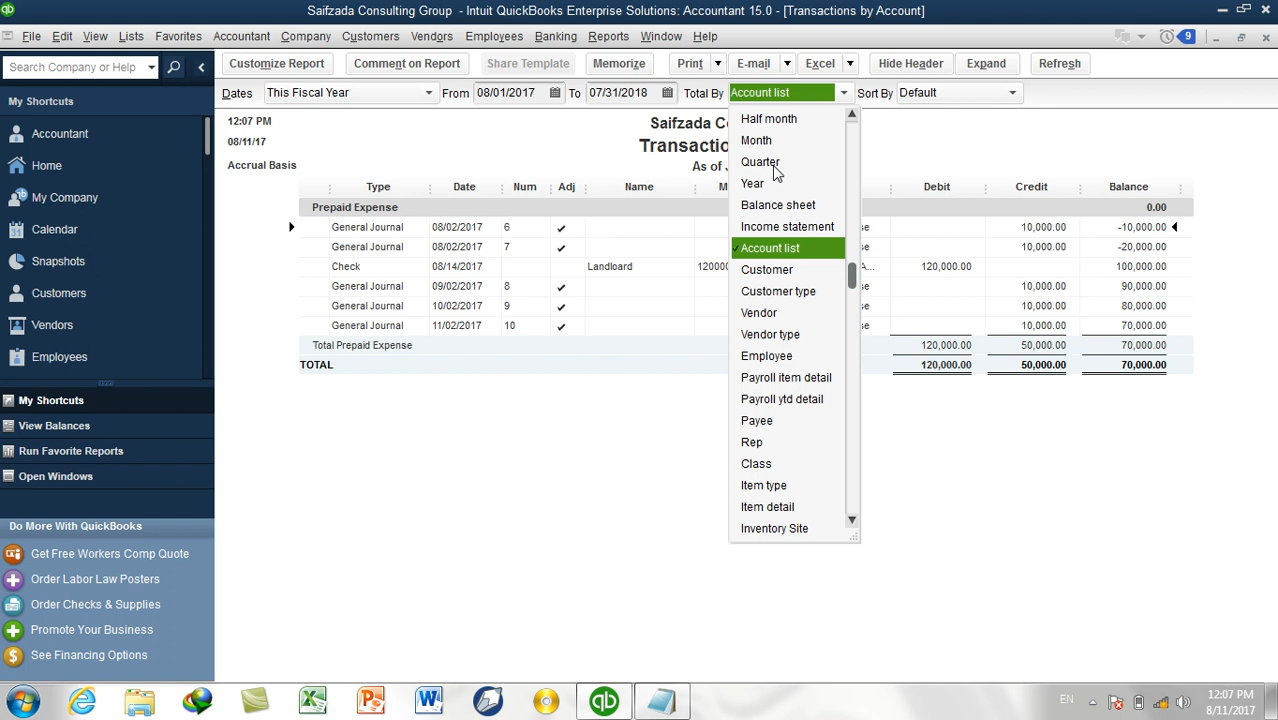 Saifzada Consulting Group - Intuit QuickBooks Enterprise Solutions: Accountant 15.0 - [Transactions by Account]
File Edit View Lists Favorites Accountant Company Customers Vendors Employees Banking Reports Window Help 9
Search Company or Help
Customize Report Comment on Report Share Template Memorize Print E-mail Excel Hide Header Expand Refresh
Dates This Fiscal Year From 08/01/2017 To 07/31/2018 Total By Account list Sort By Default
My Shortcuts
Accountant
Home
My Company
Calendar
Snapshots
Customers
Vendors
Employees
My Shortcuts
View Balances
Run Favorite Reports
Open Windows
Do More With QuickBooks
Get Free Workers Comp Quote
Order Labor Law Posters
Order Checks & Supplies
Promote Your Business
See Financing Options
12:07 PM
08/11/17
Accrual Basis
Saifzada Co
Transactio
As of J
Type Date Num Adj Name M Debit Credit Balance
Prepaid Expense 0.00
General Journal 08/02/2017 6 ✔ se 10,000.00 -10,000.00
General Journal 08/02/2017 7 ✔ se 10,000.00 -20,000.00
Check 08/14/2017 Landloard 120000 A... 120,000.00 100,000.00
General Journal 09/02/2017 8 ✔ se 10,000.00 90,000.00
General Journal 10/02/2017 9 ✔ se 10,000.00 80,000.00
General Journal 11/02/2017 10 ✔ se 10,000.00 70,000.00
Total Prepaid Expense 120,000.00 50,000.00 70,000.00
TOTAL 120,000.00 50,000.00 70,000.00
Half month
Month
Quarter
Year
Balance sheet
Income statement
✓ Account list
Customer
Customer type
Vendor
Vendor type
Employee
Payroll item detail
Payroll ytd detail
Payee
Rep
Class
Item type
Item detail
Inventory Site
EN 12:07 PM
8/11/2017